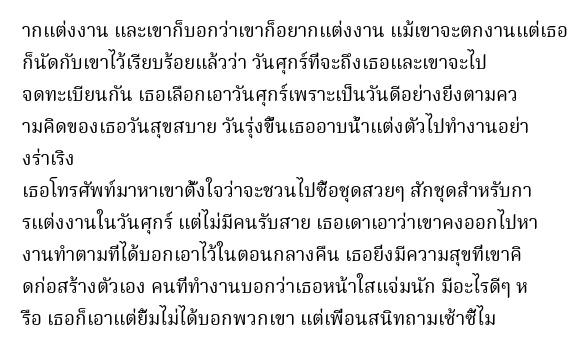 ากแต่งงาน และเขาก็บอกว่าเขาก็อยากแต่งงาน แม้เขาจะตกงานแต่เธอ
ก็นัดกับเขาไว้เรียบร้อยแล้วว่า วันศุกร์ที่จะถึงเธอและเขาจะไป
จดทะเบียนกัน เธอเลือกเอาวันศุกร์เพราะเป็นวันดีอย่างยิ่งตามคว
ามคิดของเธอวันสุขสบาย วันรุ่งขึ้นเธออาบน้ำแต่งตัวไปทำงานอย่า
งร่าเริง
เธอโทรศัพท์มาหาเขาตั้งใจว่าจะชวนไปซื้อชุดสวยๆ สักชุดสำหรับกา
รแต่งงานในวันศุกร์ แต่ไม่มีคนรับสาย เธอเดาเอาว่าเขาคงออกไปหา
งานทำตามที่ได้บอกเอาไว้ในตอนกลางคืน เธอยิ่งมีความสุขที่เขาคิ
ดก่อสร้างตัวเอง คนที่ทำงานบอกว่าเธอหน้าใสแจ่มนัก มีอะไรดีๆ ห
รือ เธอก็เอาแต่ยิ้มไม่ได้บอกพวกเขา แต่เพื่อนสนิทถามเซ้าซี้ไม